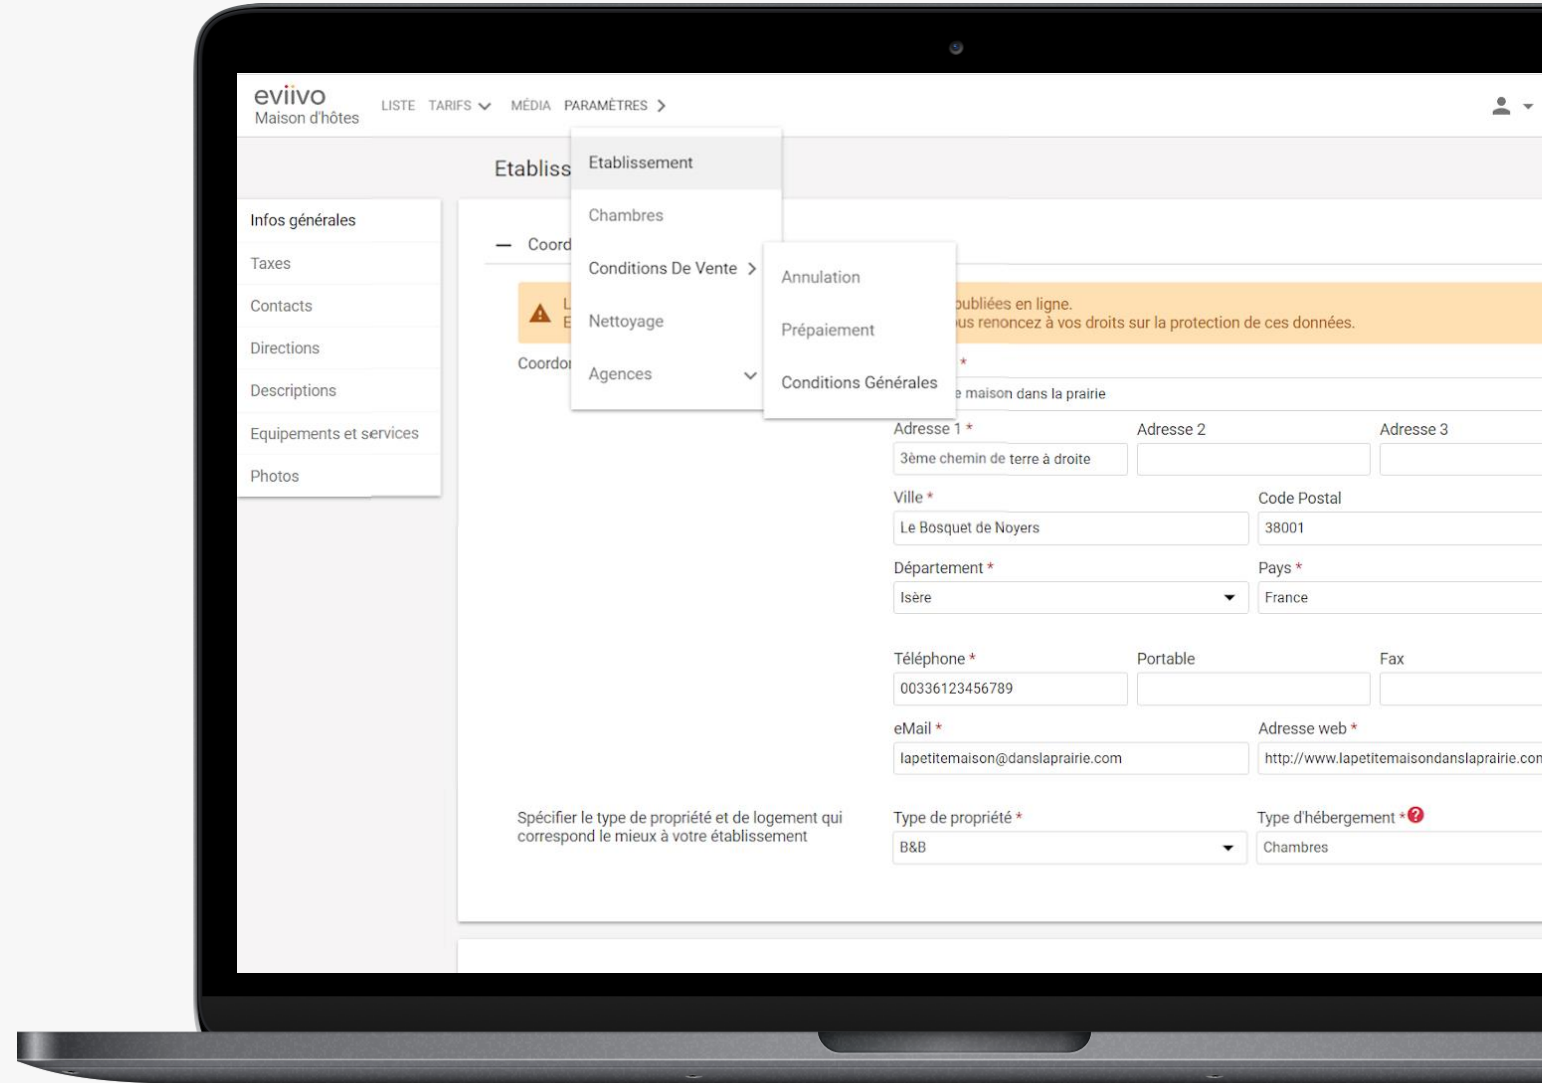 eviivo
Maison d'hôtes
LISTE TARIFS MÉDIA PARAMÈTRES
Etablissement
Chambres
Conditions De Vente
Nettoyage
Agences
Annulation
Prépaiement
Conditions Générales
Infos générales
Taxes
Contacts
Directions
Descriptions
Equipements et services
Photos
publiées en ligne.
renoncez à vos droits sur la protection de ces données.
*
maison dans la prairie
Adresse 1 * Adresse 2 Adresse 3
3ème chemin de terre à droite
Ville * Code Postal
Le Bosquet de Noyers 38001
Département * Pays *
Isère France
Téléphone * Portable Fax
00336123456789
eMail * Adresse web *
lapetitemaison@danslaprairie.com http://www.lapetitemaisondanslaprairie.com
Spécifier le type de propriété et de logement qui
correspond le mieux à votre établissement
Type de propriété * Type d'hébergement * ?
B&B Chambres